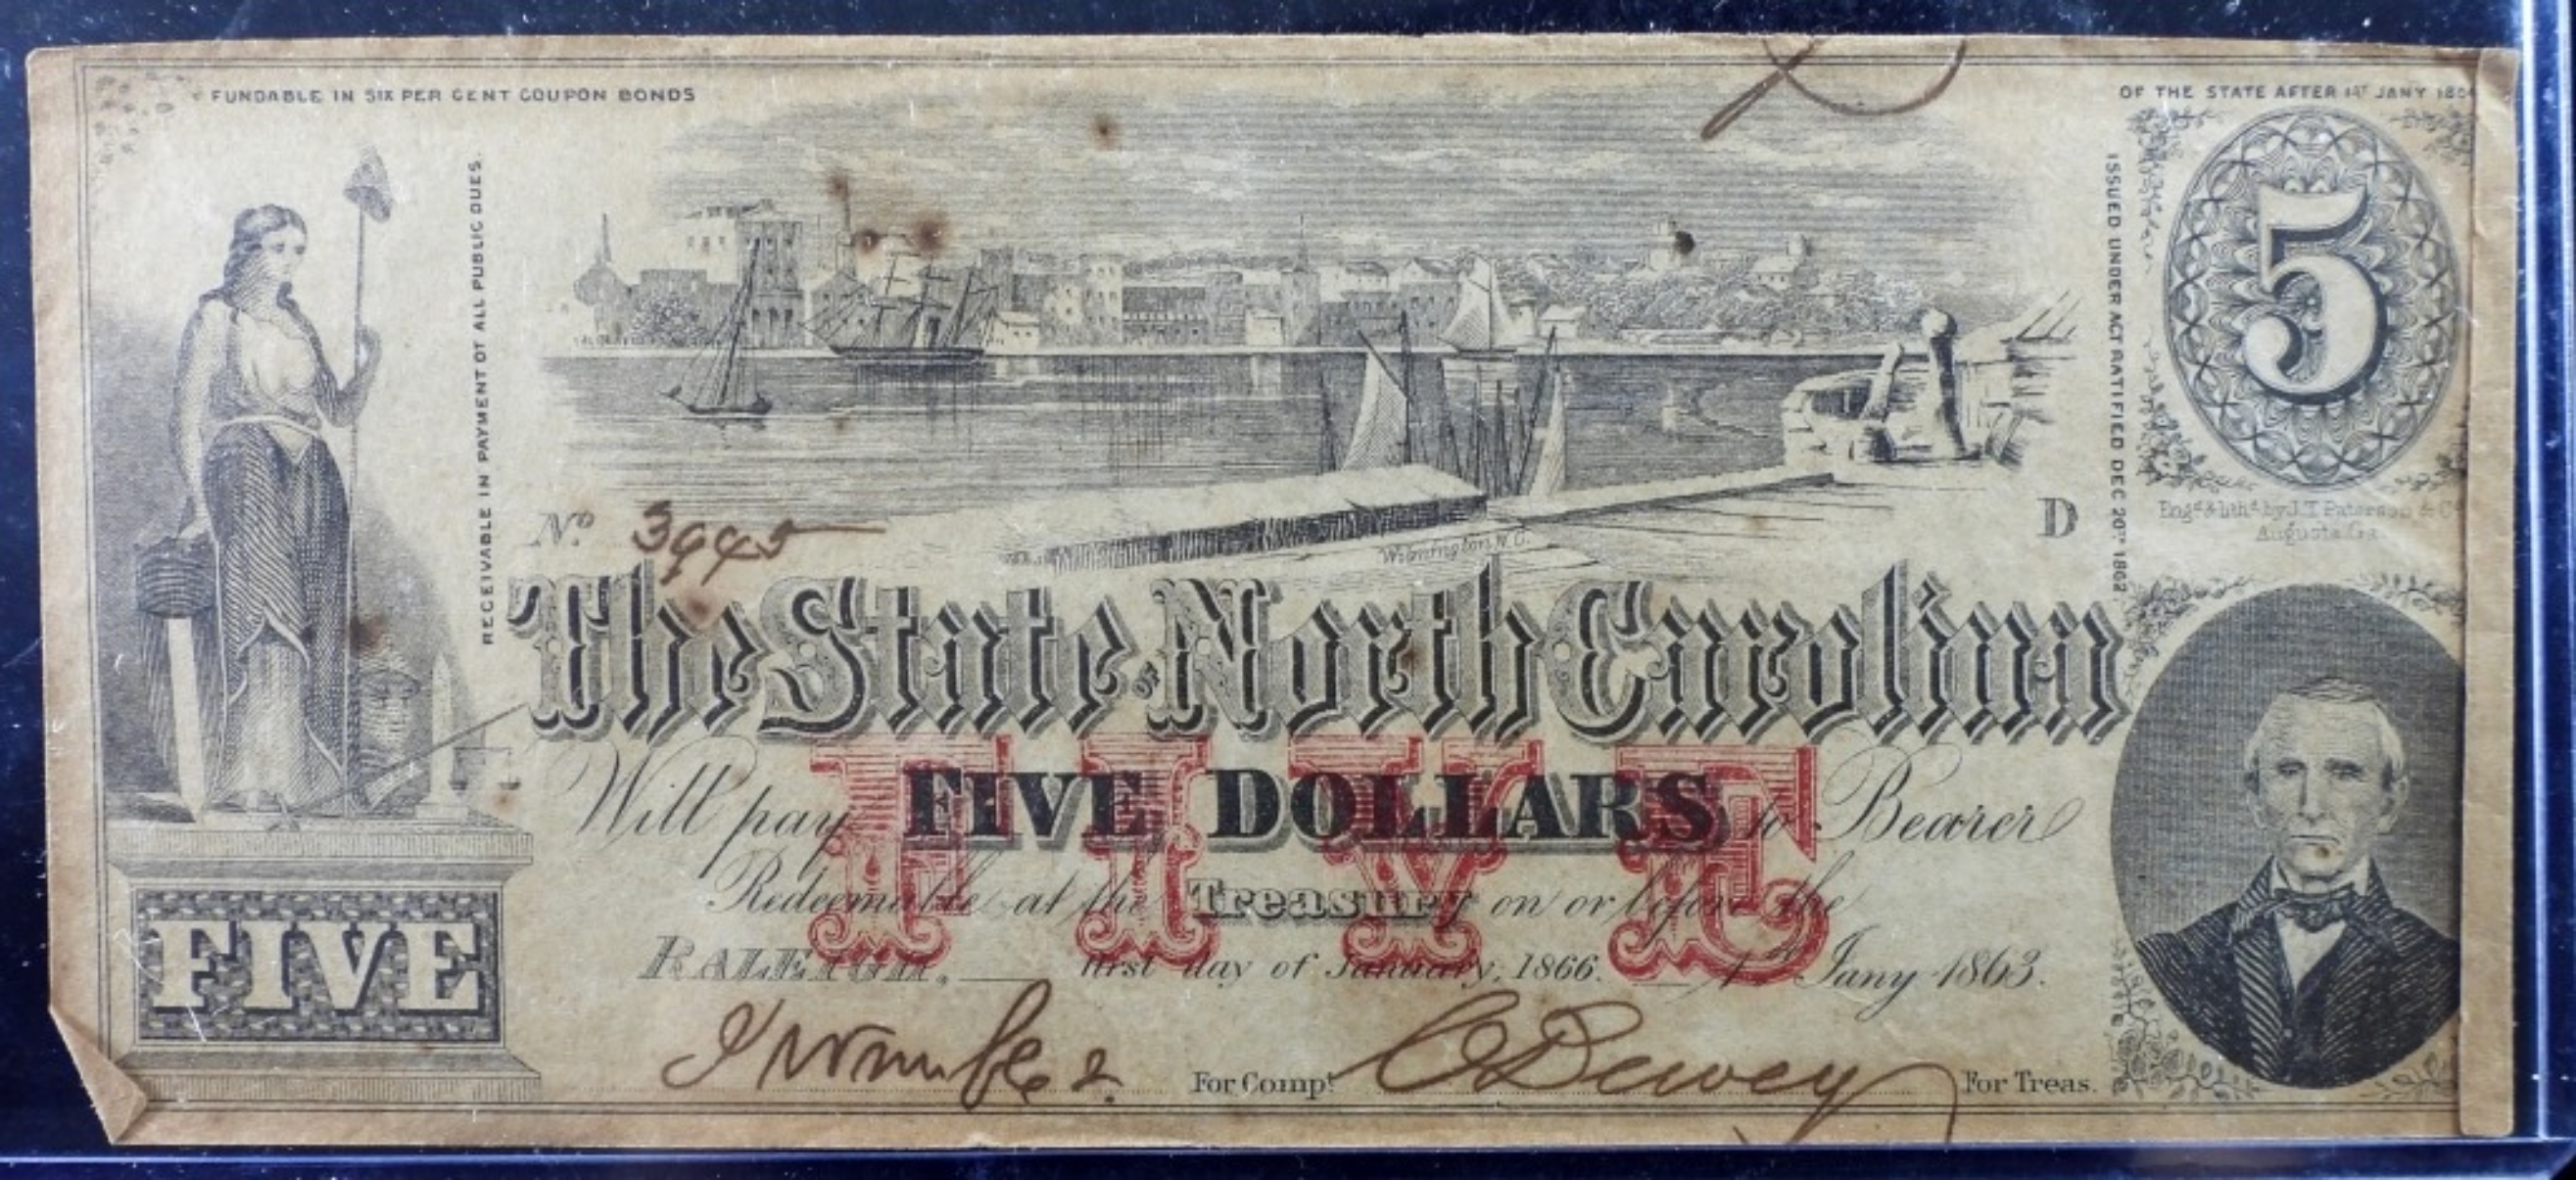 FUNDABLE IN SIX PER CENT COUPON BONDS
OF THE STATE AFTER 1ST JANY
RECEIVABLE IN PAYMENT OF ALL PUBLIC DUES.
ISSUED UNDER ACT RATIFIED DEC 20TH 1862
5
No. 3995
D
Engd. & Lithd. by J.T. Paterson & Co
Augusta Ga.
Wilmington, N.C.
The State OF North Carolina
FIVE
Will pay FIVE DOLLARS to Bearer
Redeemable at the Treasury on or before the
RALEIGH, first day of January, 1866. 1st Jany 1863.
FIVE
For Compt.
C Dewey For Treas.